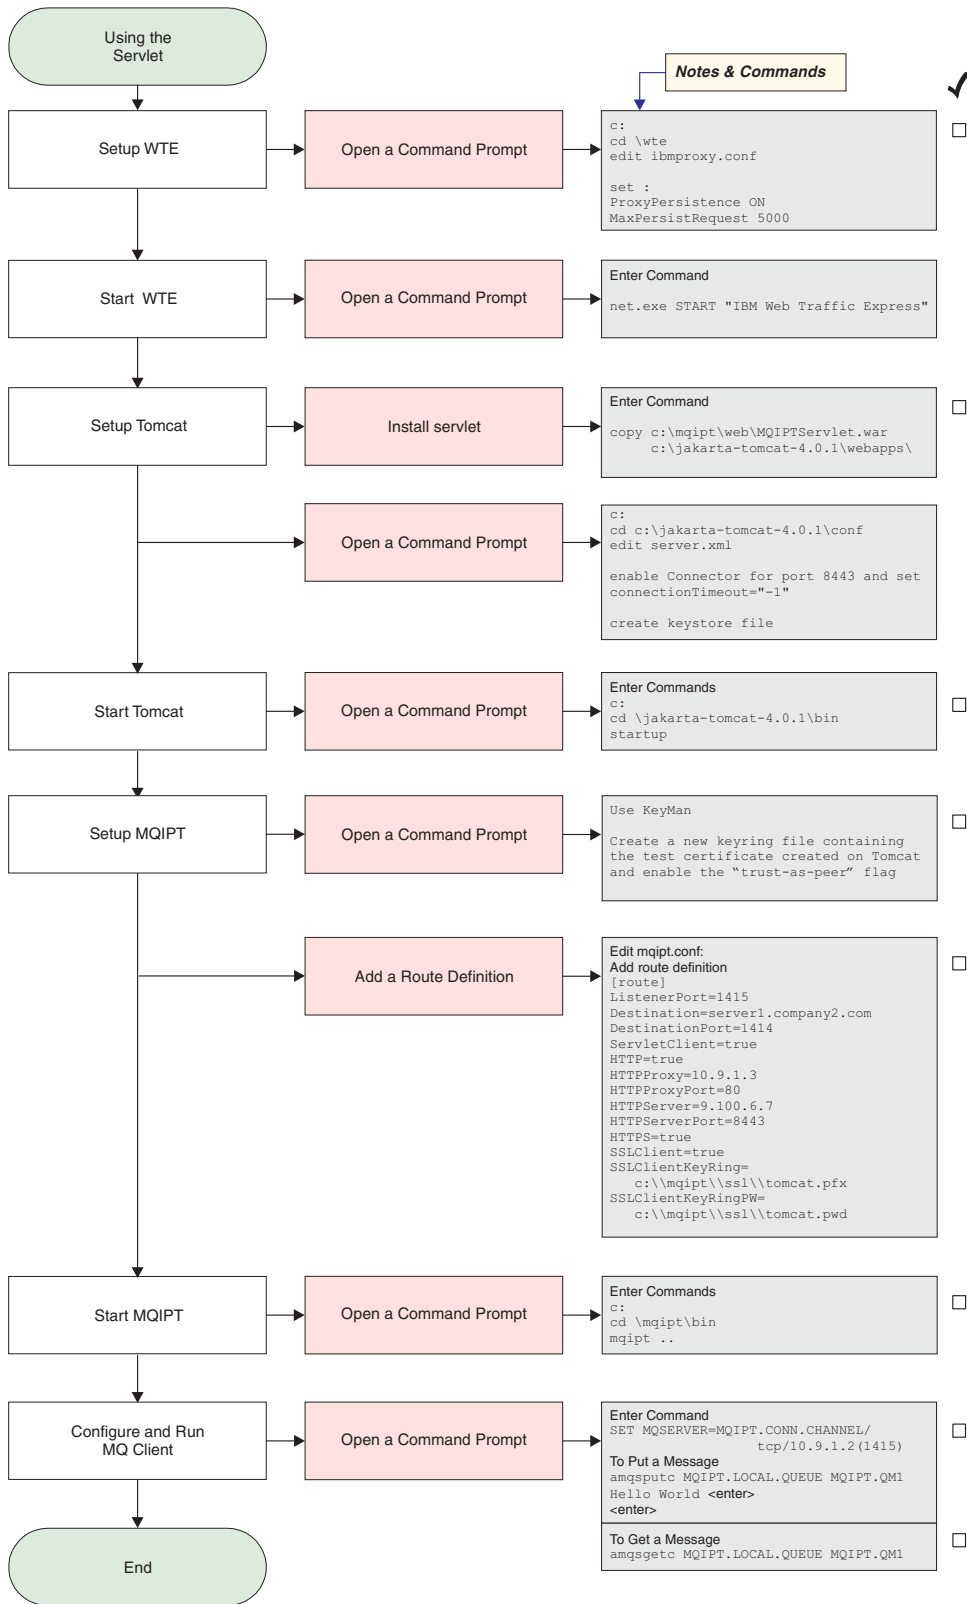 Using the
Servlet
Notes & Commands
Setup WTE
Open a Command Prompt
c:
cd \wte
edit ibmproxy.conf
set :
ProxyPersistence ON
MaxPersistRequest 5000
Start WTE
Open a Command Prompt
Enter Command
net.exe START "IBM Web Traffic Express"
Setup Tomcat
Install servlet
Enter Command
copy c:\mqipt\web\MQIPTServlet.war
c:\jakarta-tomcat-4.0.1\webapps\
Open a Command Prompt
c:
cd c:\jakarta-tomcat-4.0.1\conf
edit server.xml
enable Connector for port 8443 and set
connectionTimeout="-1"
create keystore file
Start Tomcat
Open a Command Prompt
Enter Commands
c:
cd \jakarta-tomcat-4.0.1\bin
startup
Setup MQIPT
Open a Command Prompt
Use KeyMan
Create a new keyring file containing
the test certificate created on Tomcat
and enable the “trust-as-peer” flag
Add a Route Definition
Edit mqipt.conf:
Add route definition
[route]
ListenerPort=1415
Destination=server1.company2.com
DestinationPort=1414
ServletClient=true
HTTP=true
HTTPProxy=10.9.1.3
HTTPProxyPort=80
HTTPServer=9.100.6.7
HTTPServerPort=8443
HTTPS=true
SSLClient=true
SSLClientKeyRing=
c:\\mqipt\\ssl\\tomcat.pfx
SSLClientKeyRingPW=
c:\\mqipt\\ssl\\tomcat.pwd
Start MQIPT
Open a Command Prompt
Enter Commands
c:
cd \mqipt\bin
mqipt ..
Configure and Run
MQ Client
Open a Command Prompt
Enter Command
SET MQSERVER=MQIPT.CONN.CHANNEL/
tcp/10.9.1.2(1415)
To Put a Message
amqsputc MQIPT.LOCAL.QUEUE MQIPT.QM1
Hello World <enter>
<enter>
To Get a Message
amqsgetc MQIPT.LOCAL.QUEUE MQIPT.QM1
End